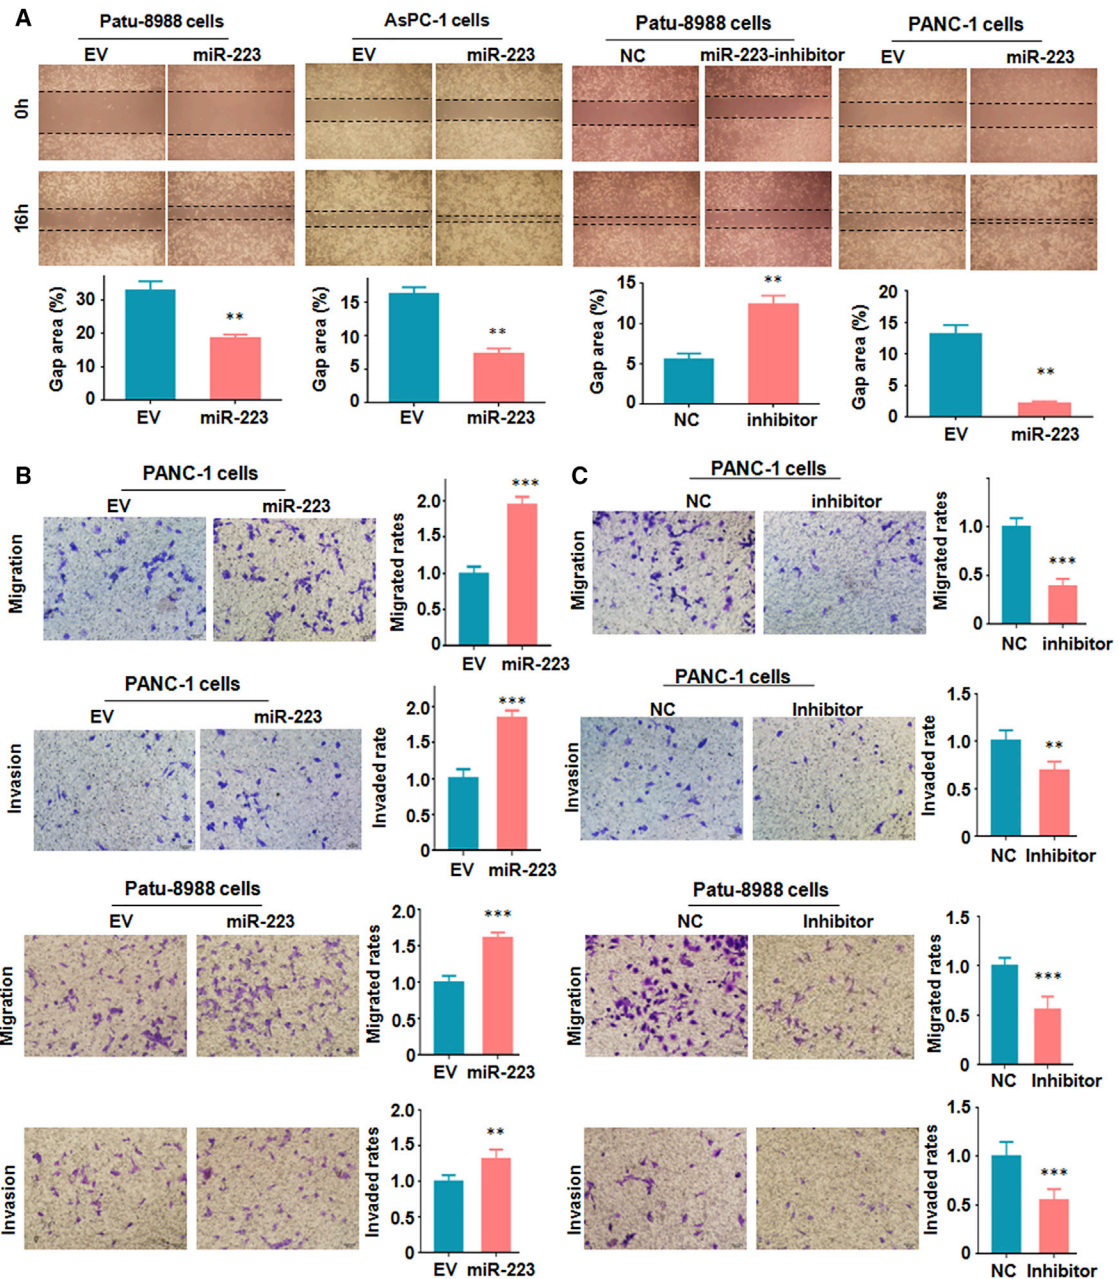 A
Patu-8988 cells
EV miR-223
AsPC-1 cells
EV miR-223
Patu-8988 cells
NC miR-223-inhibitor
PANC-1 cells
EV miR-223
0h
16h
Gap area (%)
30
20
10
0
**
EV miR-223
Gap area (%)
15
10
5
0
**
EV miR-223
Gap area (%)
15
10
5
0
**
NC inhibitor
Gap area (%)
20
15
10
5
0
**
EV miR-223
B
PANC-1 cells
EV miR-223
Migration
Migrated rates
2.0
1.0
0.5
0
***
EV miR-223
PANC-1 cells
EV miR-223
Invasion
Invaded rate
2.0
1.5
1.0
0.5
0
***
EV miR-223
Patu-8988 cells
EV miR-223
Migration
Migrated rates
2.0
1.5
1.0
0.5
0
***
EV miR-223
Invasion
Invaded rates
2.0
1.5
1.0
0.5
0
**
EV miR-223
C
PANC-1 cells
NC inhibitor
Migration
Migrated rates
1.0
0.5
0
***
NC inhibitor
PANC-1 cells
NC Inhibitor
Invasion
Invaded rate
1.5
1.0
0.5
0
**
NC Inhibitor
Patu-8988 cells
NC Inhibitor
Migration
Migrated rates
1.5
1.0
0.5
0
***
NC Inhibitor
Invasion
Invaded rates
1.5
1.0
0.5
0
***
NC Inhibitor